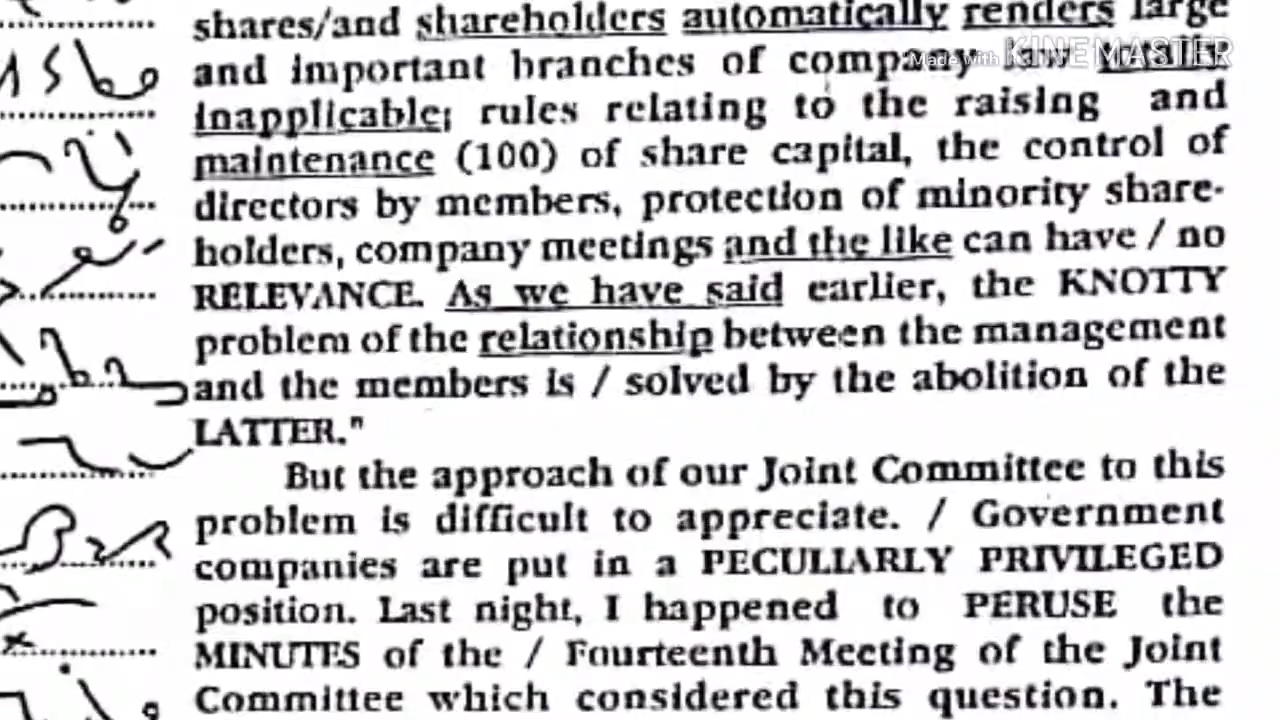 shares/and shareholders automatically renders large
and important branches of company
Made with KINEMASTER
inapplicable; rules relating to the raising and
maintenance (100) of share capital, the control of
directors by members, protection of minority share-
holders, company meetings and the like can have / no
RELEVANCE. As we have said earlier, the KNOTTY
problem of the relationship between the management
and the members is / solved by the abolition of the
LATTER."
But the approach of our Joint Committee to this
problem is difficult to appreciate. / Government
companies are put in a PECULIARLY PRIVILEGED
position. Last night, I happened to PERUSE the
MINUTES of the / Fourteenth Meeting of the Joint
Committee which considered this question. The